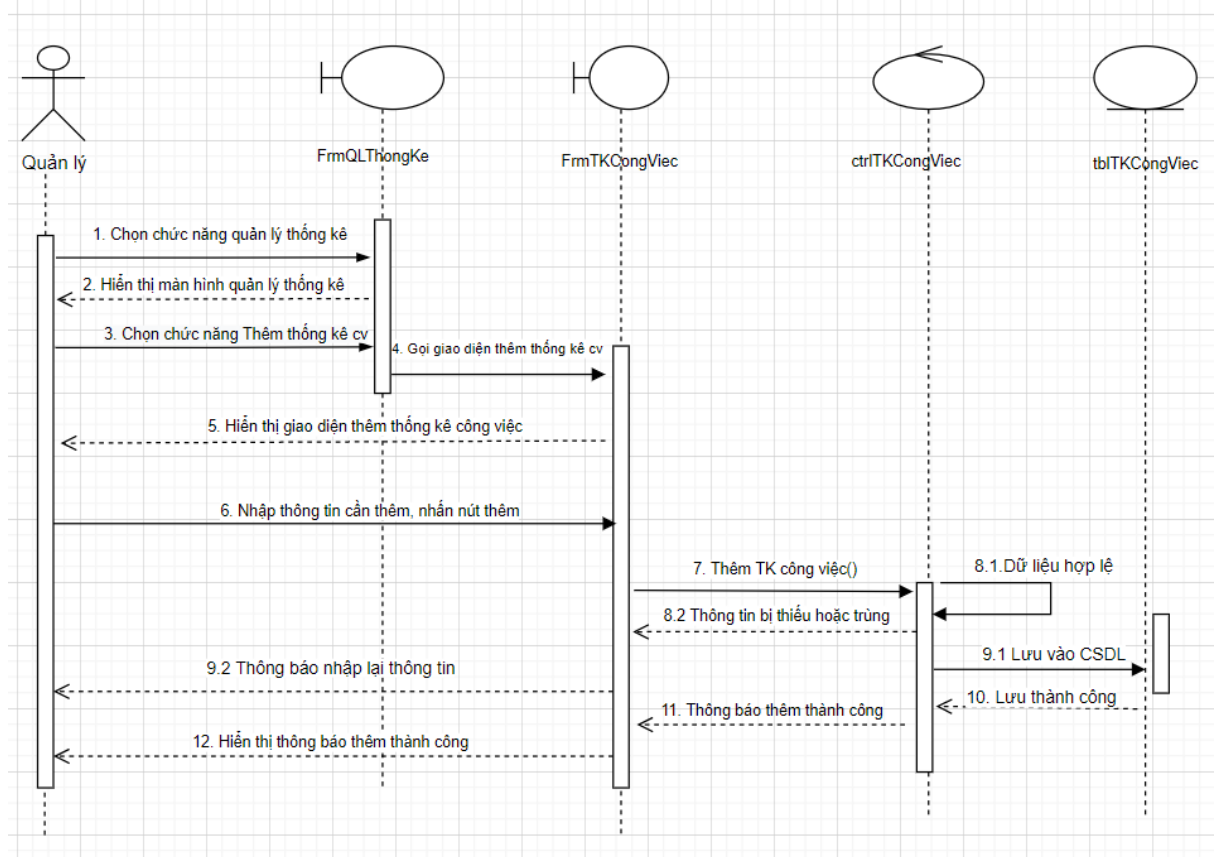 Quản lý
FrmQLThongKe
FrmTKCongViec
ctrlTKCongViec
tblTKCongViec
1. Chọn chức năng quản lý thống kê
2. Hiển thị màn hình quản lý thống kê
3. Chọn chức năng Thêm thống kê cv
4. Gọi giao diện thêm thống kê cv
5. Hiển thị giao diện thêm thống kê công việc
6. Nhập thông tin cần thêm, nhấn nút thêm
7. Thêm TK công việc()
8.1.Dữ liệu hợp lệ
8.2 Thông tin bị thiếu hoặc trùng
9.1 Lưu vào CSDL
9.2 Thông báo nhập lại thông tin
10. Lưu thành công
11. Thông báo thêm thành công
12. Hiển thị thông báo thêm thành công